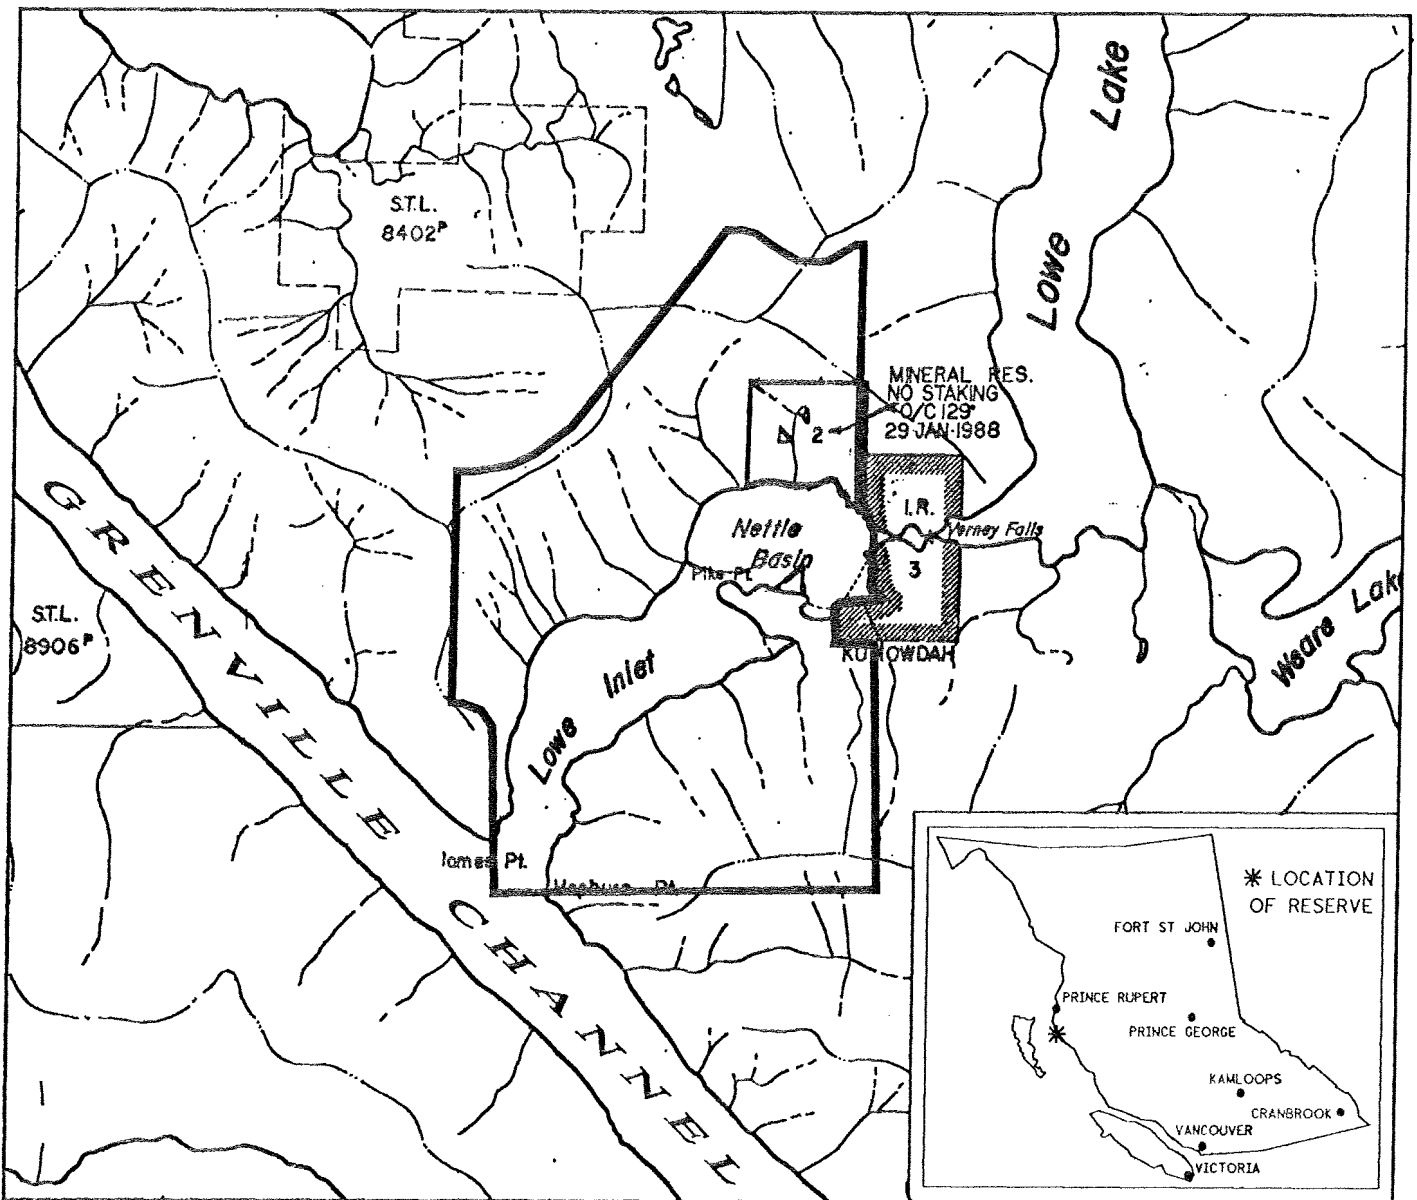 Lowe Lake
S.T.L.
8402P
MINERAL RES.
NO STAKING
O/C 129
29 JAN. 1988
2
I.R.
3
Verney Falls
Nettle
Basin
Pike Pt.
KUMOWDAH
Lowe Inlet
Weare Lake
S.T.L.
8906P
GRENVILLE CHANNEL
James Pt.
Pt.
✳ LOCATION
OF RESERVE
FORT ST JOHN
PRINCE RUPERT
PRINCE GEORGE
KAMLOOPS
CRANBROOK
VANCOUVER
VICTORIA